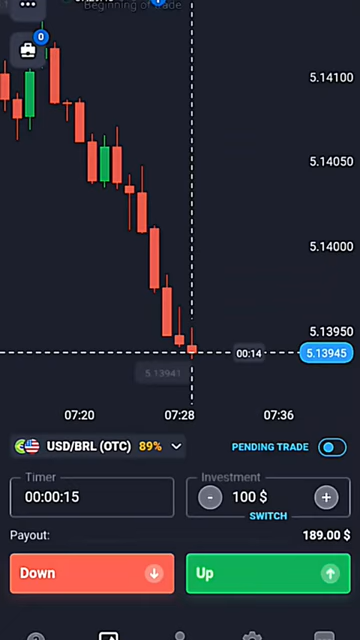 Beginning of trade
0
5.14100
5.14050
5.14000
5.13950
00:14
5.13945
5.13941
07:20
07:28
07:36
USD/BRL (OTC) 89%
PENDING TRADE
Timer
00:00:15
Investment
- 100 $ +
SWITCH
Payout:
189.00 $
Down
Up